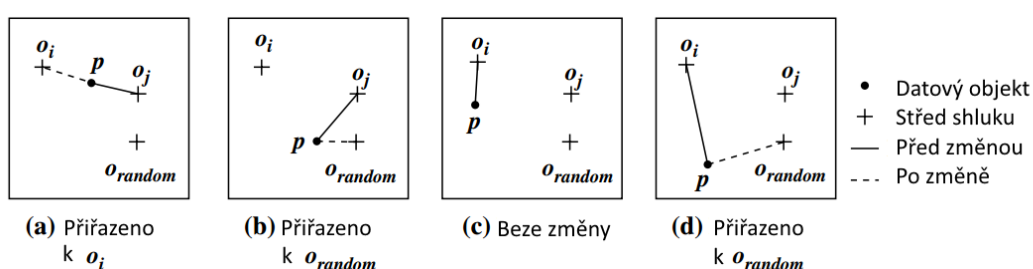 o_i
p
o_j
o_random
o_i
o_j
p
o_random
o_i
o_j
p
o_random
o_i
o_j
p
o_random
Datový objekt
Střed shluku
Před změnou
Po změně
(a) Přiřazeno
k o_i
(b) Přiřazeno
k o_random
(c) Beze změny
(d) Přiřazeno
k o_random